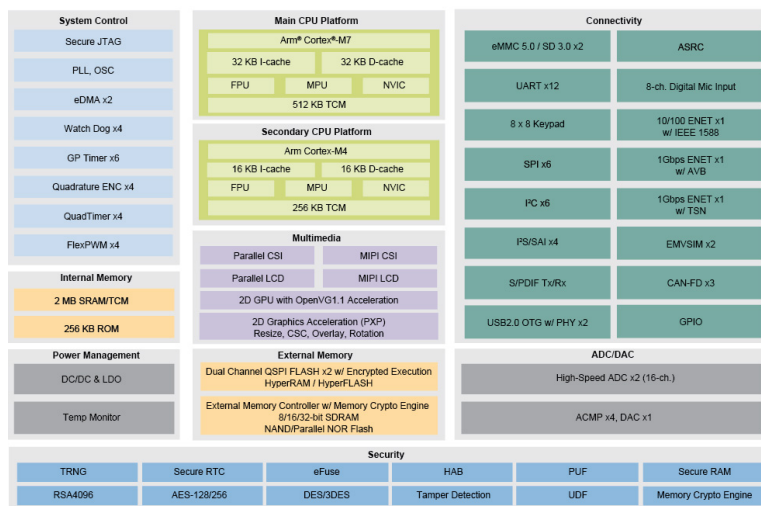 System Control
Secure JTAG
PLL, OSC
eDMA x2
Watch Dog x4
GP Timer x6
Quadrature ENC x4
QuadTimer x4
FlexPWM x4
Internal Memory
2 MB SRAM/TCM
256 KB ROM
Power Management
DC/DC & LDO
Temp Monitor
Main CPU Platform
Arm® Cortex®-M7
32 KB I-cache 32 KB D-cache
FPU MPU NVIC
512 KB TCM
Secondary CPU Platform
Arm Cortex-M4
16 KB I-cache 16 KB D-cache
FPU MPU NVIC
256 KB TCM
Multimedia
Parallel CSI MIPI CSI
Parallel LCD MIPI LCD
2D GPU with OpenVG1.1 Acceleration
2D Graphics Acceleration (PXP)
Resize, CSC, Overlay, Rotation
External Memory
Dual Channel QSPI FLASH x2 w/ Encrypted Execution
HyperRAM / HyperFLASH
External Memory Controller w/ Memory Crypto Engine
8/16/32-bit SDRAM
NAND/Parallel NOR Flash
Connectivity
eMMC 5.0 / SD 3.0 x2
UART x12
8 x 8 Keypad
SPI x6
I²C x6
I²S/SAI x4
S/PDIF Tx/Rx
USB2.0 OTG w/ PHY x2
ASRC
8-ch. Digital Mic Input
10/100 ENET x1
w/ IEEE 1588
1Gbps ENET x1
w/ AVB
1Gbps ENET x1
w/ TSN
EMVSIM x2
CAN-FD x3
GPIO
ADC/DAC
High-Speed ADC x2 (16-ch.)
ACMP x4, DAC x1
Security
TRNG Secure RTC eFuse HAB PUF Secure RAM
RSA4096 AES-128/256 DES/3DES Tamper Detection UDF Memory Crypto Engine